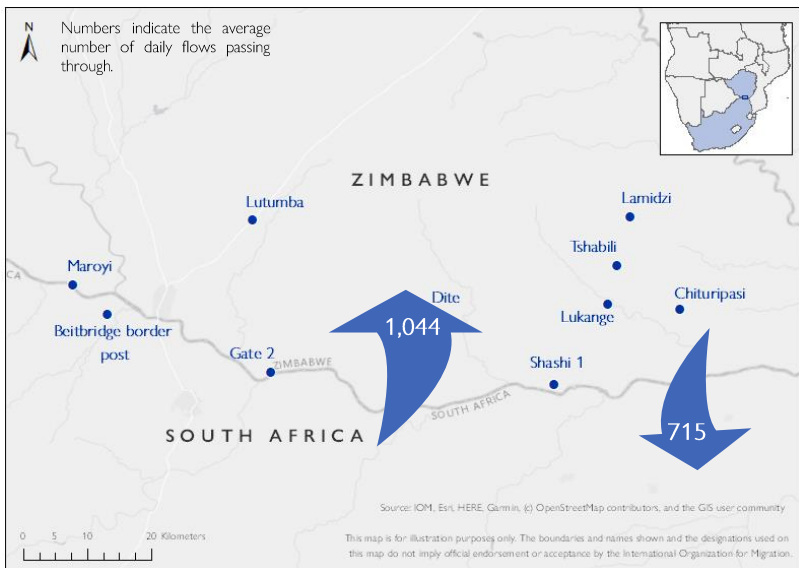 N
Numbers indicate the average
number of daily flows passing
through.
ZIMBABWE
Lutumba
Lamidzi
Tshabili
Maroyi
CA
Dite
Chituripasi
Lukange
Beitbridge border
post
1,044
Gate 2
ZIMBABWE
Shashi 1
SOUTH AFRICA
SOUTH AFRICA
715
Source: IOM, Esri, HERE, Garmin, (c) OpenStreetMap contributors, and the GIS user community
0 5 10 20 Kilometers
This map is for illustration purposes only. The boundaries and names shown and the designations used on
this map do not imply official endorsement or acceptance by the International Organization for Migration.